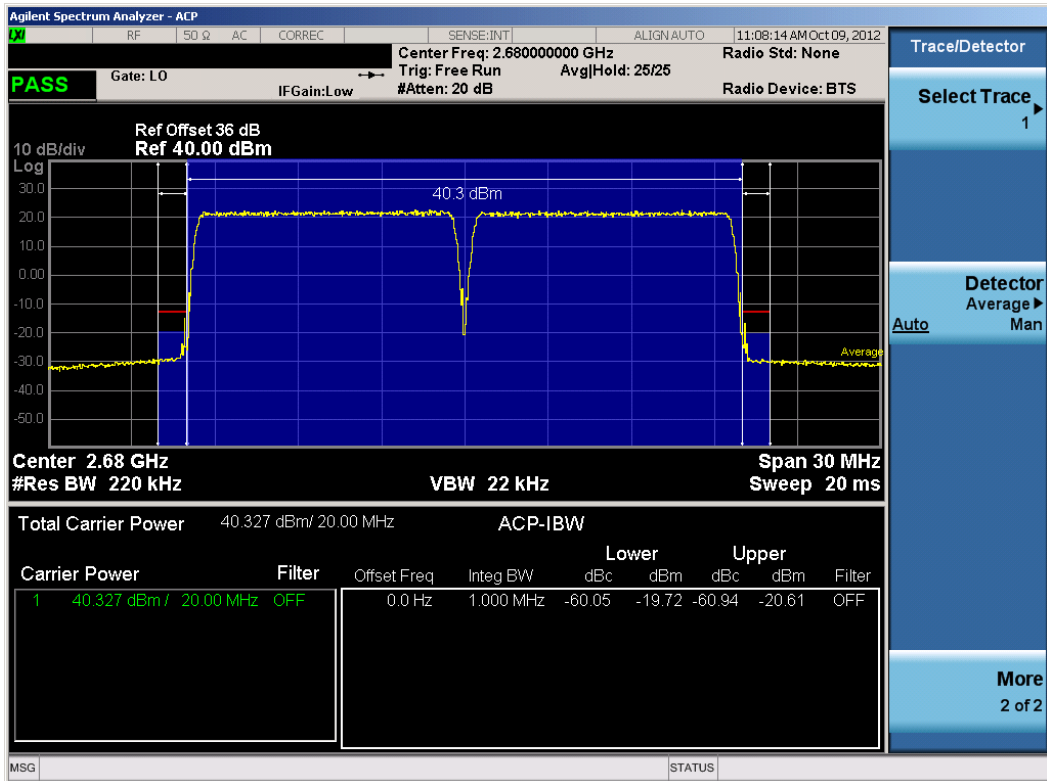 Agilent Spectrum Analyzer - ACP
LXI RF 50 Ω AC CORREC SENSE:INT ALIGN AUTO 11:08:14 AM Oct 09, 2012
Center Freq: 2.680000000 GHz Radio Std: None
Trig: Free Run Avg|Hold: 25/25
PASS Gate: LO IFGain:Low #Atten: 20 dB Radio Device: BTS
Ref Offset 36 dB
10 dB/div Ref 40.00 dBm
Log
30.0
40.3 dBm
20.0
10.0
0.00
-10.0
-20.0
-30.0
Average
-40.0
-50.0
Center 2.68 GHz Span 30 MHz
#Res BW 220 kHz VBW 22 kHz Sweep 20 ms
Total Carrier Power 40.327 dBm/ 20.00 MHz ACP-IBW
Lower Upper
Carrier Power Filter Offset Freq Integ BW dBc dBm dBc dBm Filter
1 40.327 dBm / 20.00 MHz OFF 0.0 Hz 1.000 MHz -60.05 -19.72 -60.94 -20.61 OFF
MSG STATUS
Trace/Detector
Select Trace
1
Detector
Average
Auto Man
More
2 of 2